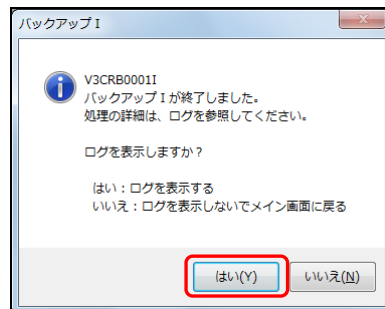 バックアップⅠ
V3CRB0001I
バックアップⅠが終了しました。
処理の詳細は、ログを参照してください。
ログを表示しますか？
はい：ログを表示する
いいえ：ログを表示しないでメイン画面に戻る
はい(Y)
いいえ(N)